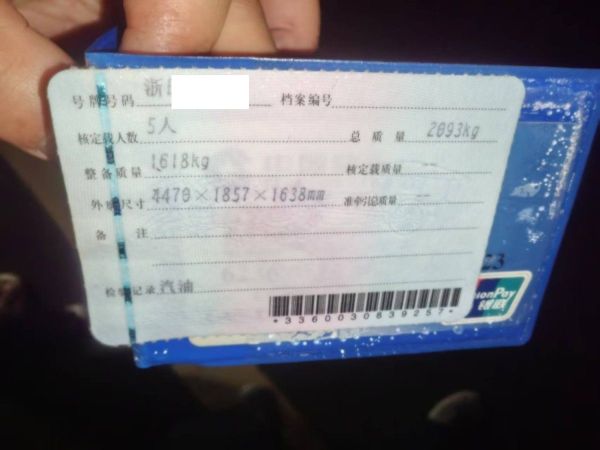 号牌号码 浙 档案编号
核定载人数 5人 总质量 2093kg
整备质量 1618kg 核定载质量 --
外廓尺寸 4470×1857×1638mm 准牵引总质量 --
备注
检验记录 汽油
*3360030639257*
UnionPay
银联